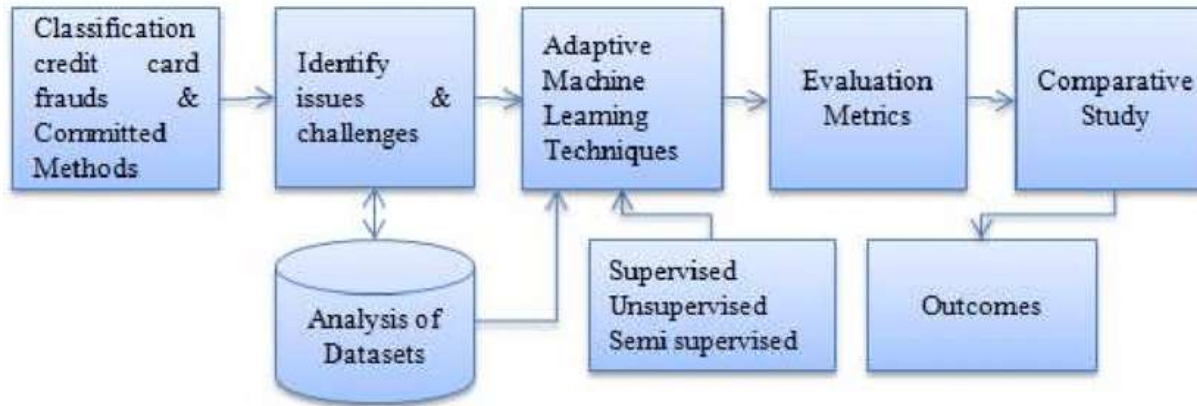 Classification
credit card
frauds &
Committed
Methods
Identify
issues &
challenges
Adaptive
Machine
Learning
Techniques
Evaluation
Metrics
Comparative
Study
Analysis of
Datasets
Supervised
Unsupervised
Semi supervised
Outcomes